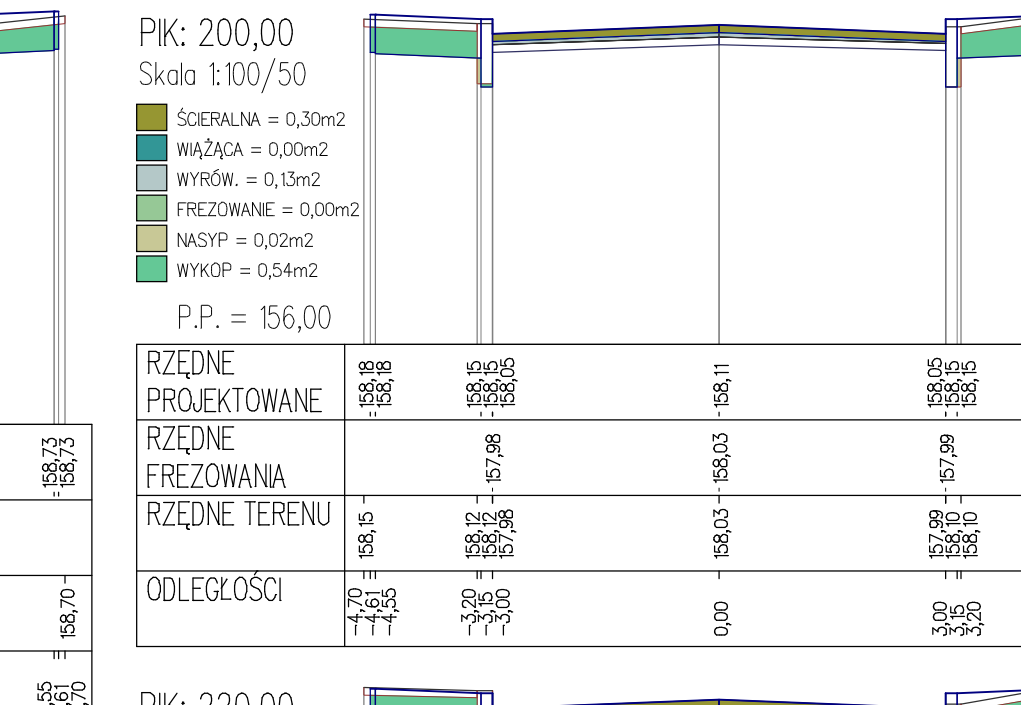 PIK: 200,00
Skala 1:100/50
ŚCIERALNA = 0,30m2
WIĄŻĄCA = 0,00m2
WYRÓW. = 0,13m2
FREZOWANIE = 0,00m2
NASYP = 0,02m2
WYKOP = 0,54m2
P.P. = 156,00
RZĘDNE
PROJEKTOWANE
158,18
158,18
158,15
158,15
158,05
158,11
158,05
158,15
158,15
RZĘDNE
FREZOWANIA
157,98
158,03
157,99
RZĘDNE TERENU
158,15
158,12
158,12
157,98
158,03
157,99
158,10
158,10
ODLEGŁOŚCI
-4,70
-4,61
-4,55
-3,20
-3,15
-3,00
0,00
3,00
3,15
3,20
158,73
158,73
158,70
55
61
70
PIK: 220,00